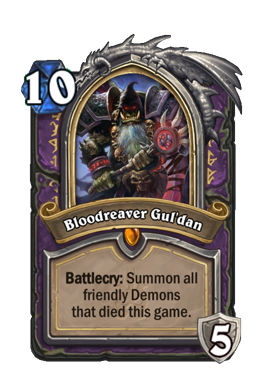 10
Bloodreaver Gul'dan
Battlecry: Summon all
friendly Demons
that died this game.
5